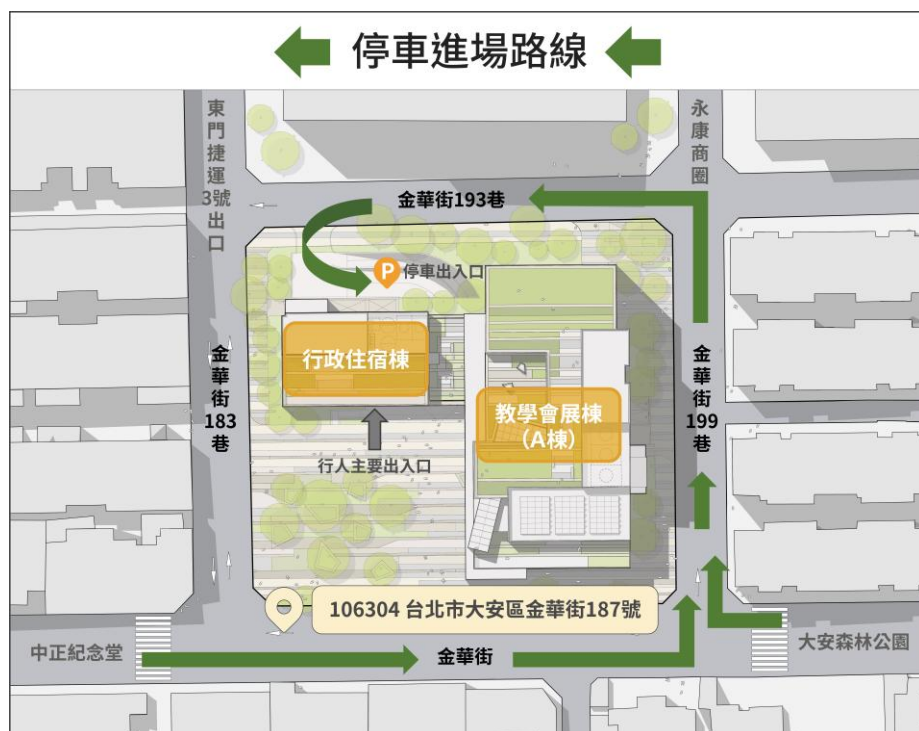 停車進場路線
東門捷運3號出口
永康商圈
金華街193巷
P
停車出入口
行政住宿棟
金華街183巷
教學會展棟
(A棟)
金華街199巷
行人主要出入口
106304 台北市大安區金華街187號
中正紀念堂
金華街
大安森林公園